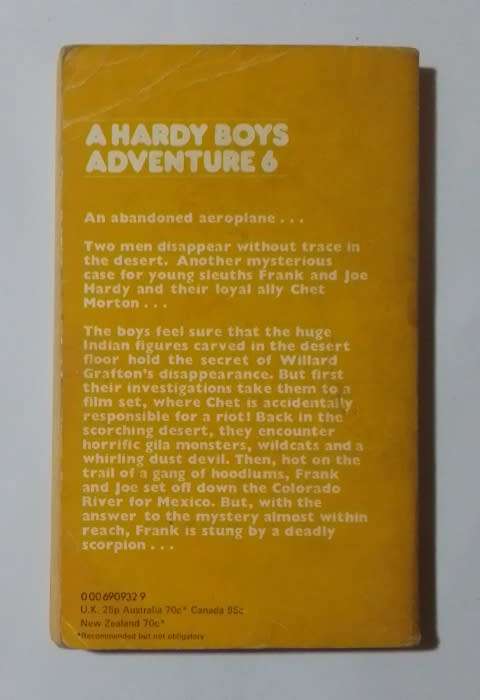 A HARDY BOYS
ADVENTURE 6
An abandoned aeroplane . . .
Two men disappear without trace in
the desert. Another mysterious
case for young sleuths Frank and Joe
Hardy and their loyal ally Chet
Morton . . .
The boys feel sure that the huge
Indian figures carved in the desert
floor hold the secret of Willard
Grafton's disappearance. But first
their investigations take them to a
film set, where Chet is accidentally
responsible for a riot! Back in the
scorching desert, they encounter
horrific gila monsters, wildcats and a
whirling dust devil. Then, hot on the
trail of a gang of hoodlums, Frank
and Joe set off down the Colorado
River for Mexico. But, with the
answer to the mystery almost within
reach, Frank is stung by a deadly
scorpion . . .
0 00 690932 9
U.K. 25p Australia 70c* Canada 95c
New Zealand 70c*
*Recommended but not obligatory